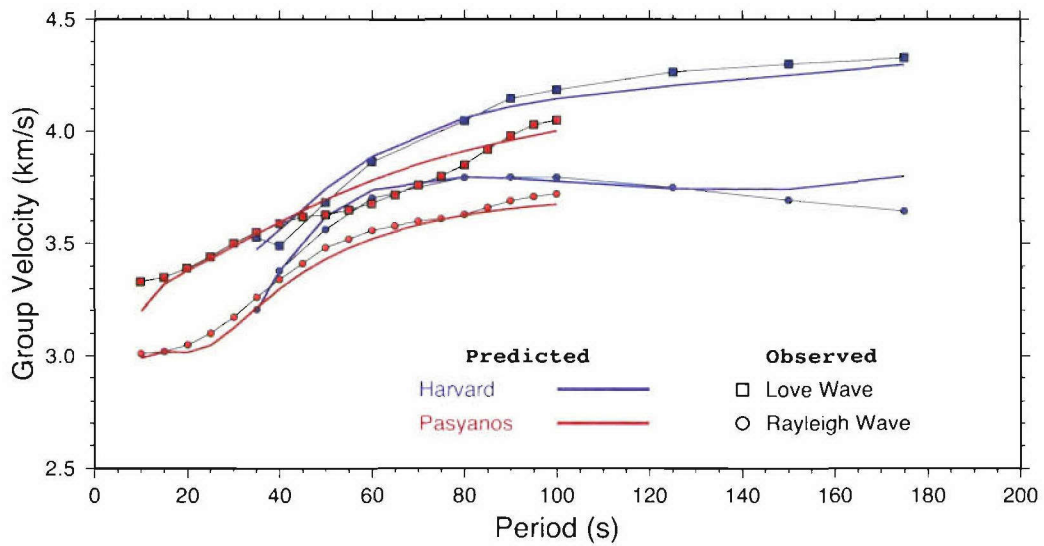 4.5
4.0
3.5
3.0
2.5
Group Velocity (km/s)
Predicted Observed
Harvard Love Wave
Pasyanos Rayleigh Wave
0 20 40 60 80 100 120 140 160 180 200
Period (s)